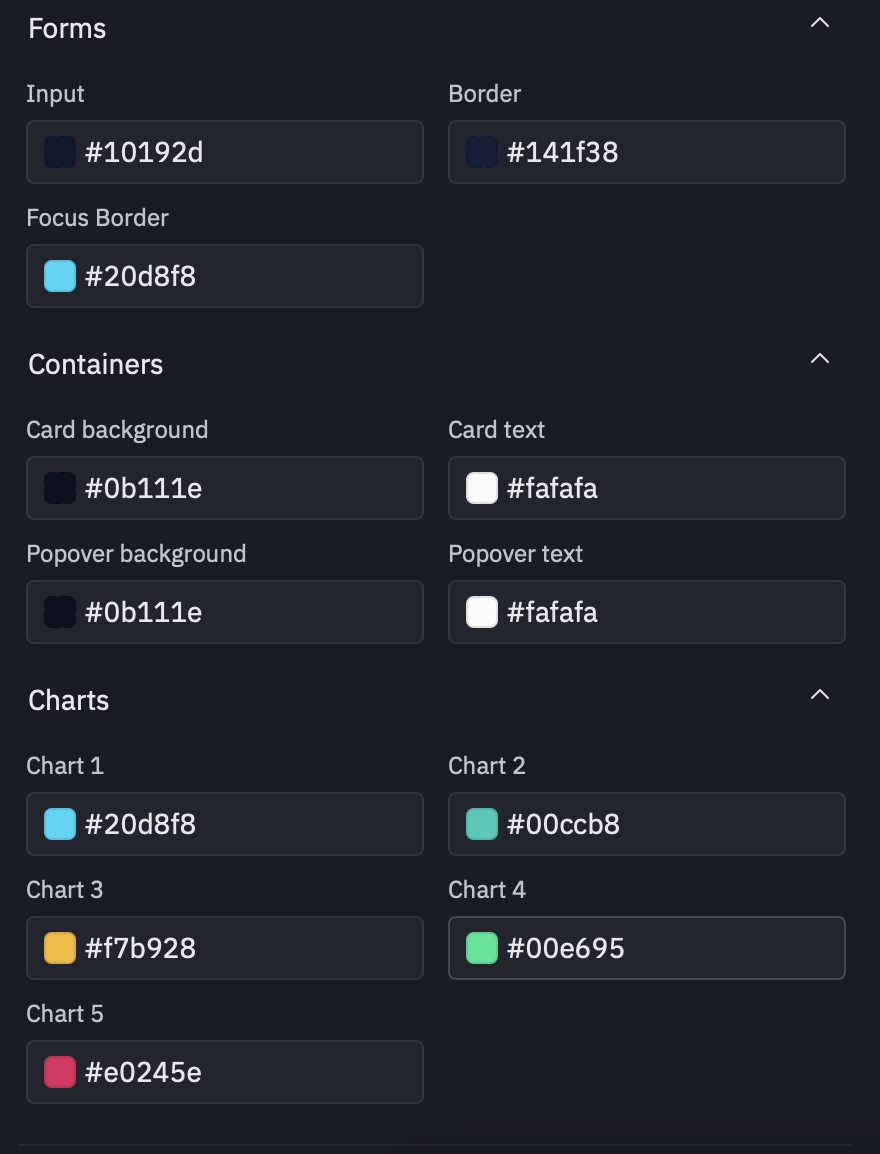 Forms
Input
Border
#10192d
#141f38
Focus Border
#20d8f8
Containers
Card background
Card text
#0b111e
#fafafa
Popover background
Popover text
#0b111e
#fafafa
Charts
Chart 1
Chart 2
#20d8f8
#00ccb8
Chart 3
Chart 4
#f7b928
#00e695
Chart 5
#e0245e